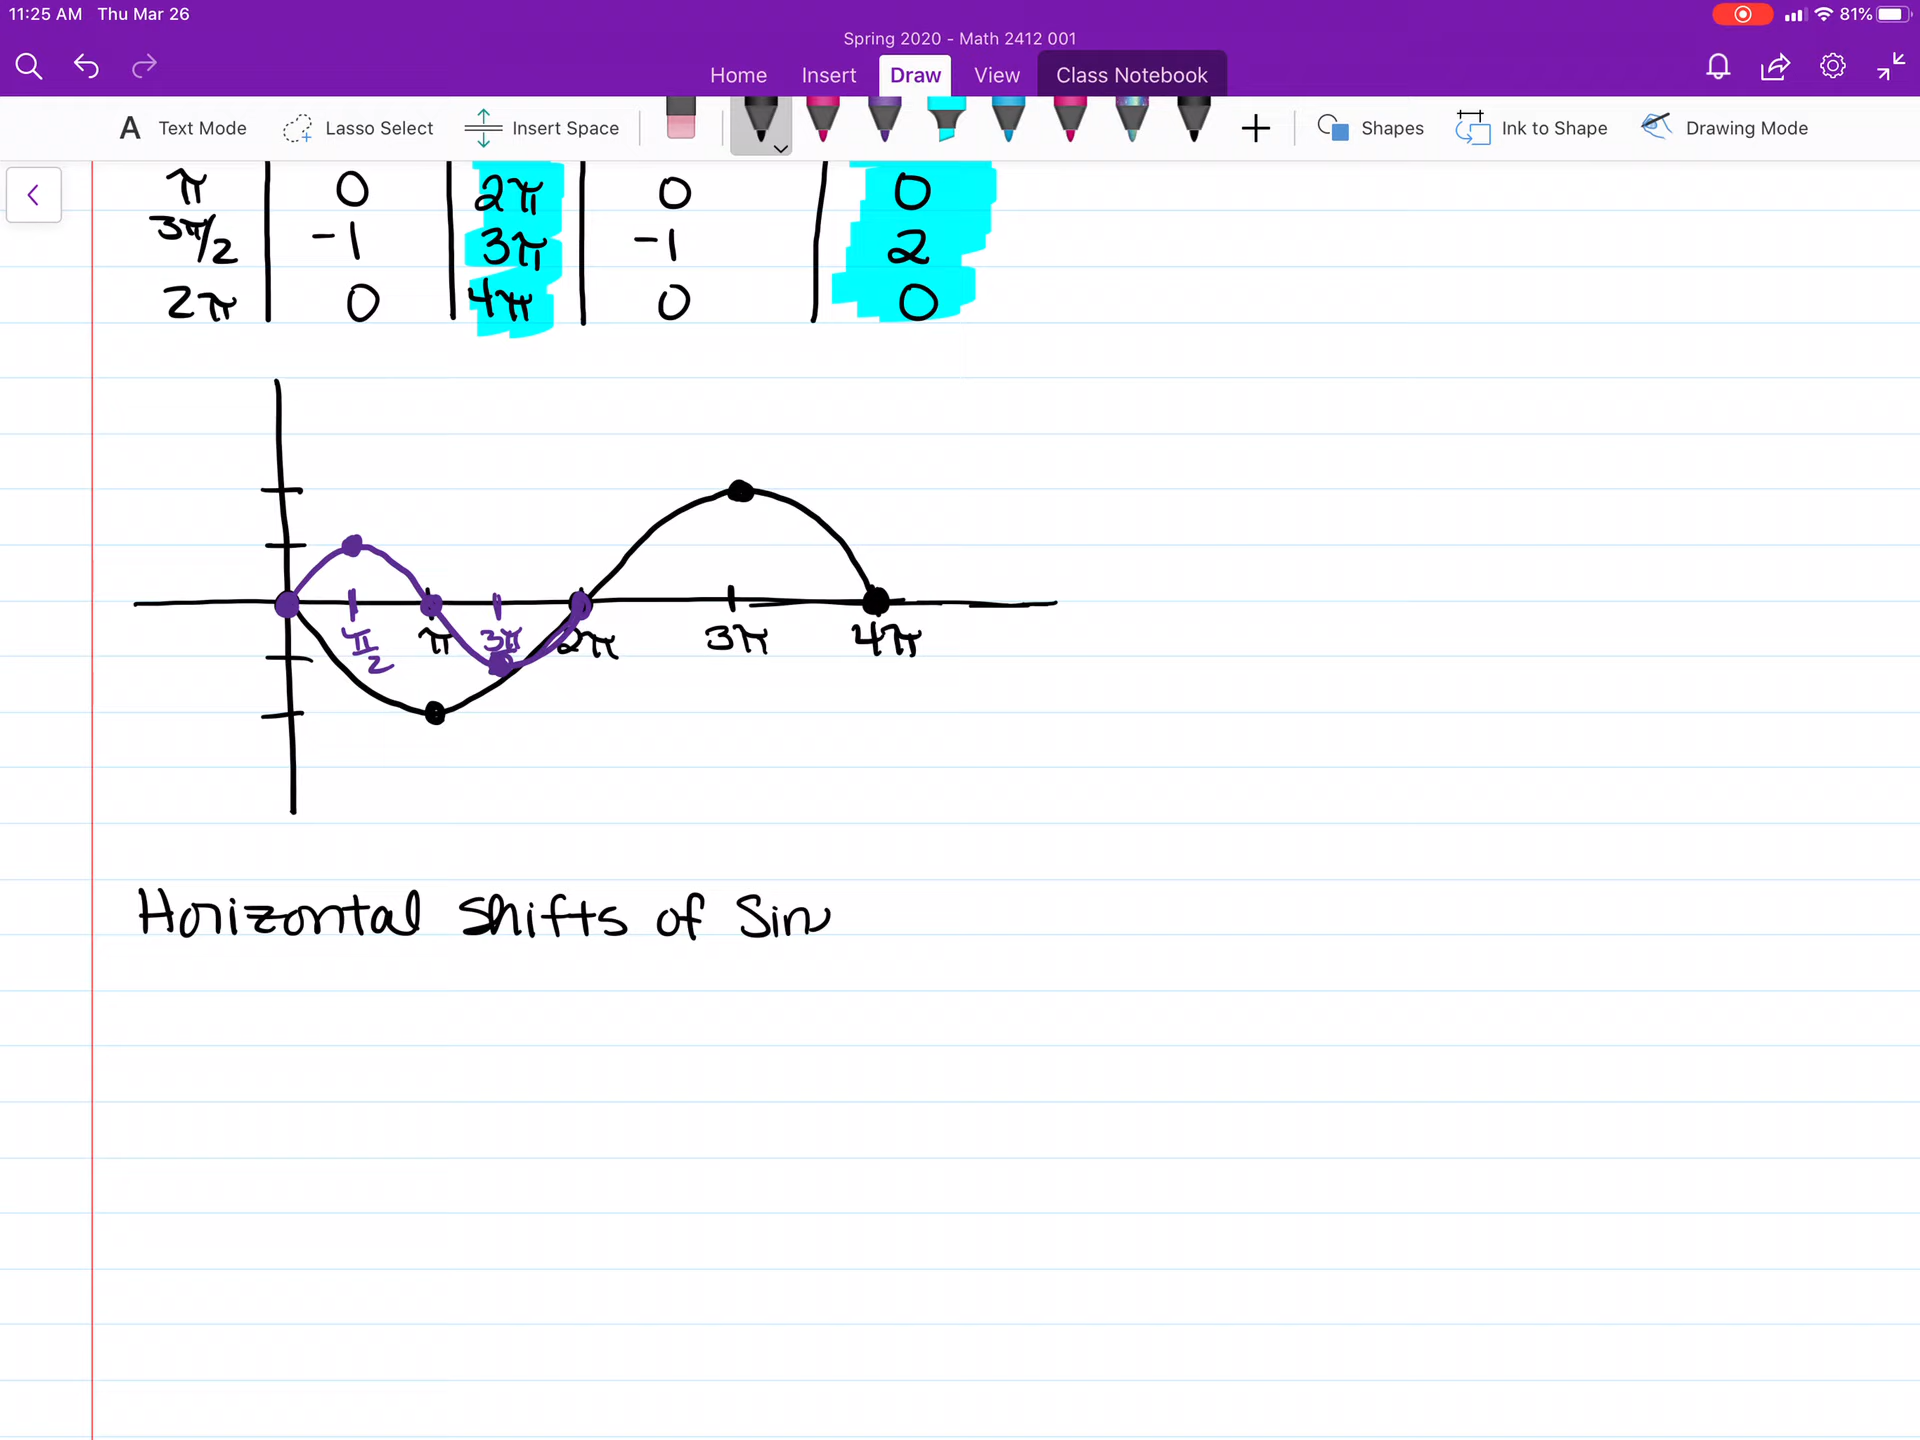 11:25 AM Thu Mar 26
81%
Spring 2020 - Math 2412 001
Home Insert Draw View Class Notebook
A Text Mode Lasso Select Insert Space Shapes Ink to Shape Drawing Mode
π 0 2π 0 0
3π/2 -1 3π -1 2
2π 0 4π 0 0
π/2 π 3π 2π 3π 4π
Horizontal shifts of Sin